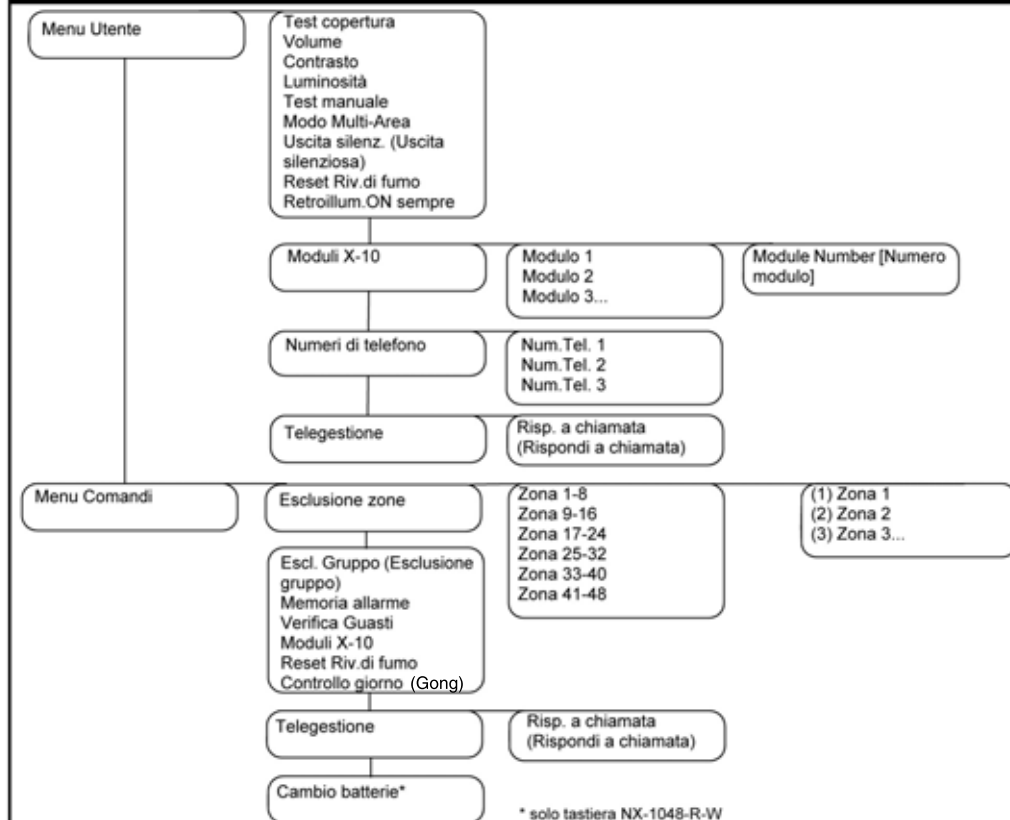 Menu Utente
Test copertura
Volume
Contrasto
Luminosità
Test manuale
Modo Multi-Area
Uscita silenz. (Uscita
silenziosa)
Reset Riv.di fumo
Retroillum.ON sempre
Moduli X-10
Modulo 1
Modulo 2
Modulo 3...
Module Number [Numero
modulo]
Numeri di telefono
Num.Tel. 1
Num.Tel. 2
Num.Tel. 3
Telegestione
Risp. a chiamata
(Rispondi a chiamata)
Menu Comandi
Esclusione zone
Zona 1-8
Zona 9-16
Zona 17-24
Zona 25-32
Zona 33-40
Zona 41-48
(1) Zona 1
(2) Zona 2
(3) Zona 3...
Escl. Gruppo (Esclusione
gruppo)
Memoria allarme
Verifica Guasti
Moduli X-10
Reset Riv.di fumo
Controllo giorno (Gong)
Telegestione
Risp. a chiamata
(Rispondi a chiamata)
Cambio batterie*
* solo tastiera NX-1048-R-W